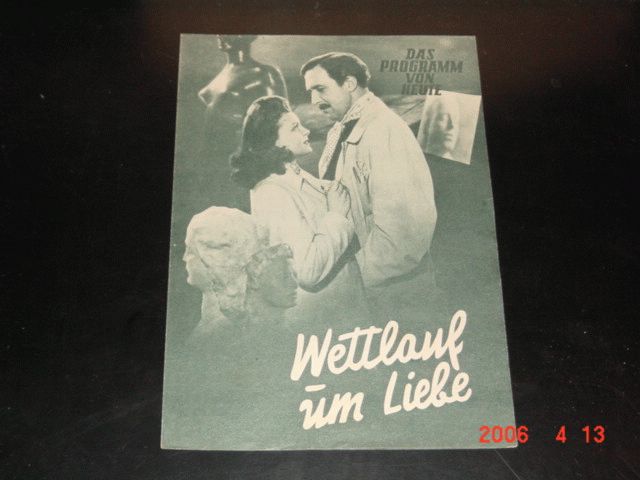 DAS
PROGRAMM
VON
HEUTE
Wettlauf
um Liebe
2006 4 13